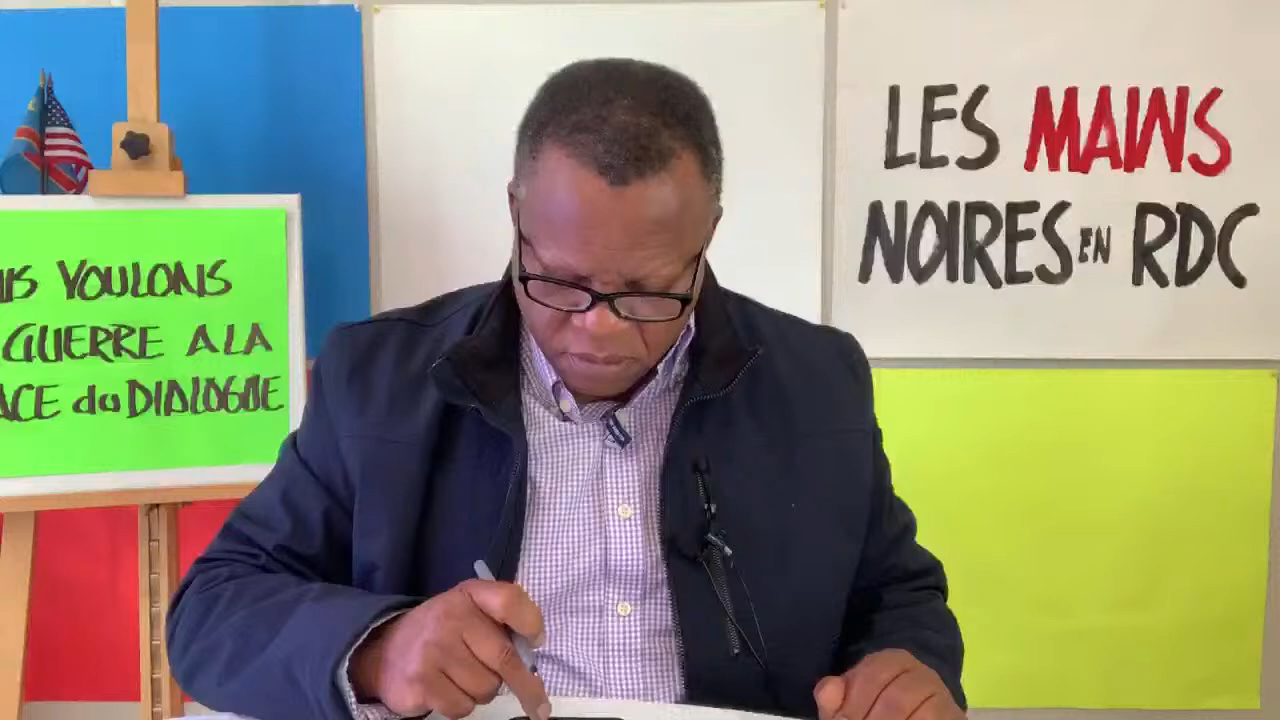 VOULONS
GUERRE A LA
du DIALOGUE
LES MAINS
NOIRES EN RDC